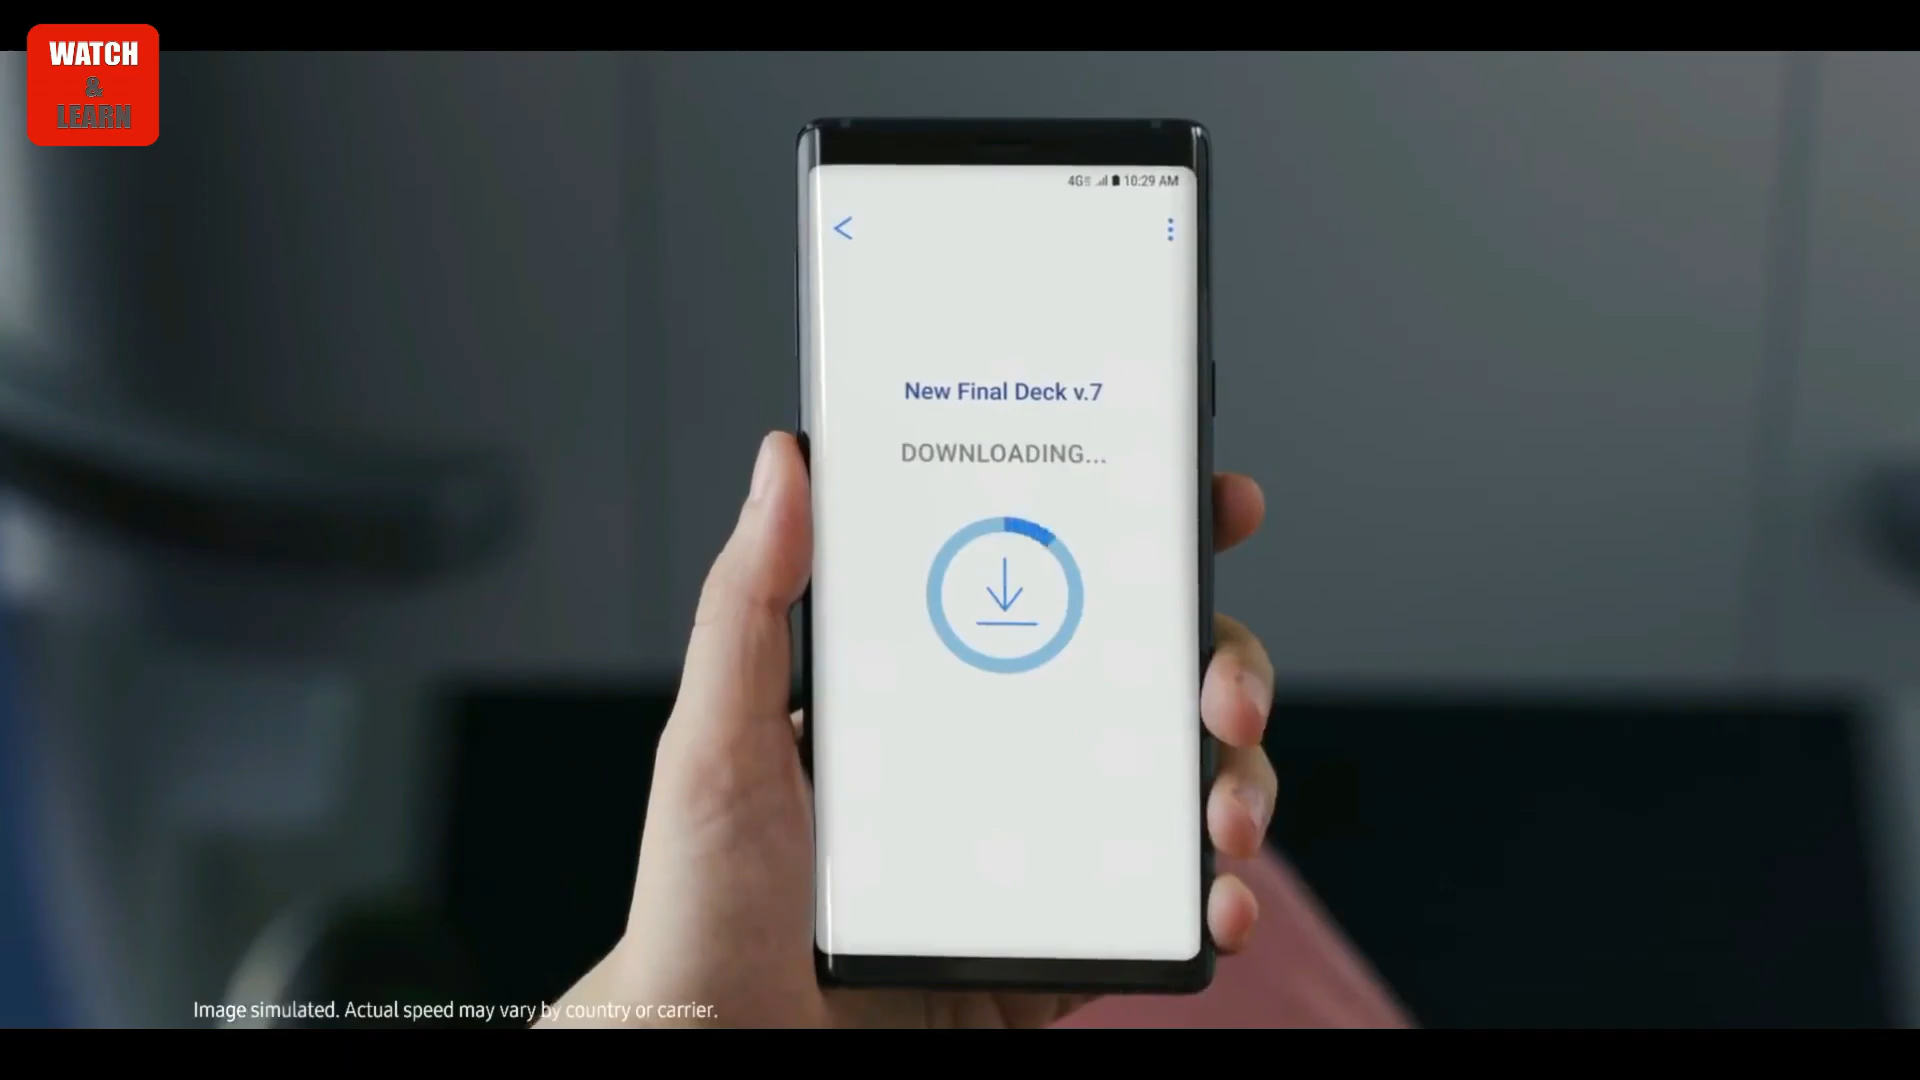 WATCH
&
LEARN
10:29 AM
New Final Deck v.7
DOWNLOADING...
Image simulated. Actual speed may vary by country or carrier.